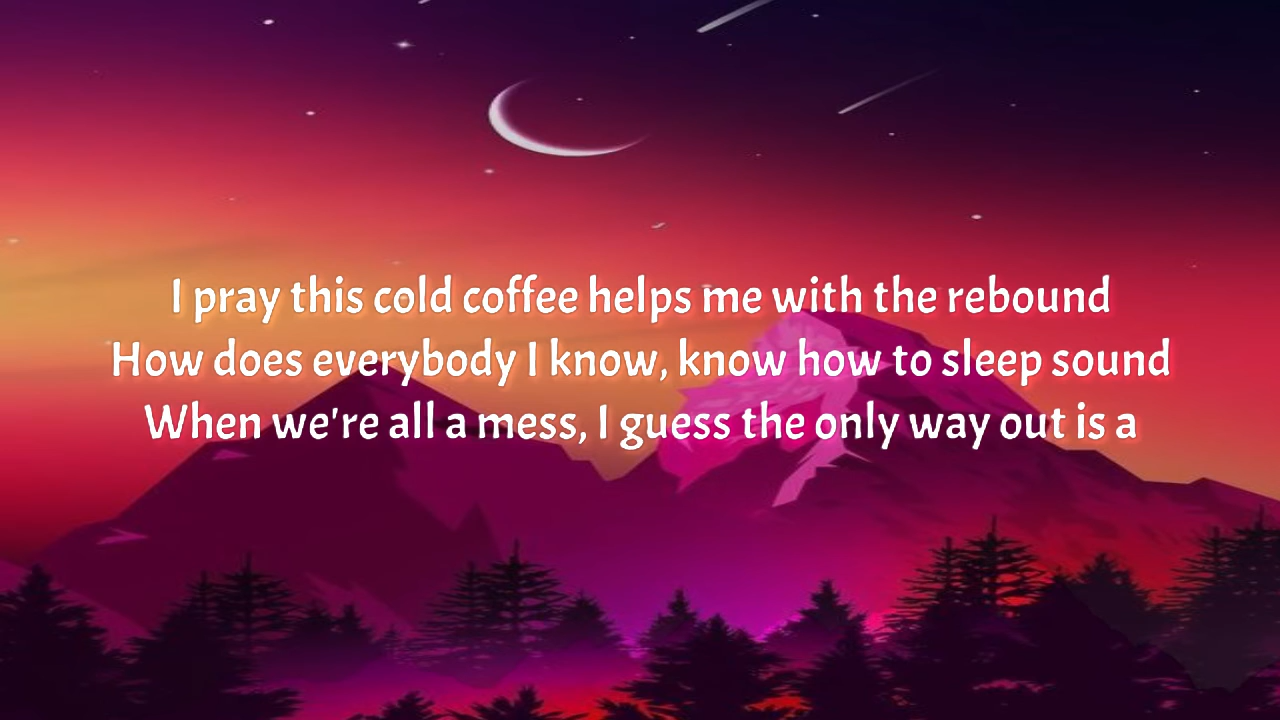 I pray this cold coffee helps me with the rebound
How does everybody I know, know how to sleep sound
When we're all a mess, I guess the only way out is a